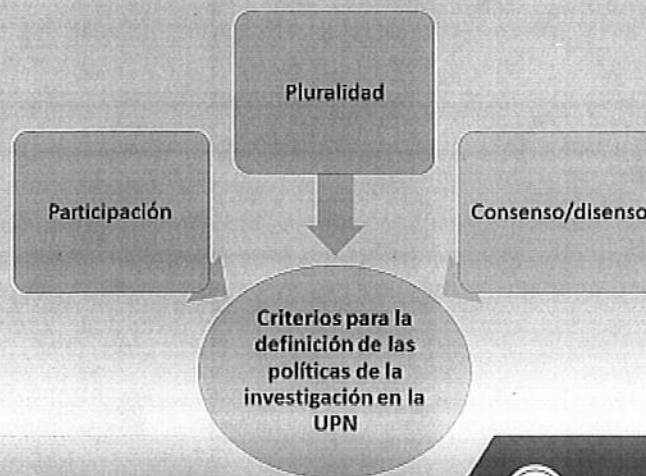 Pluralidad
Participación
Consenso/disenso
Criterios para la
definición de las
políticas de la
investigación en la
UPN